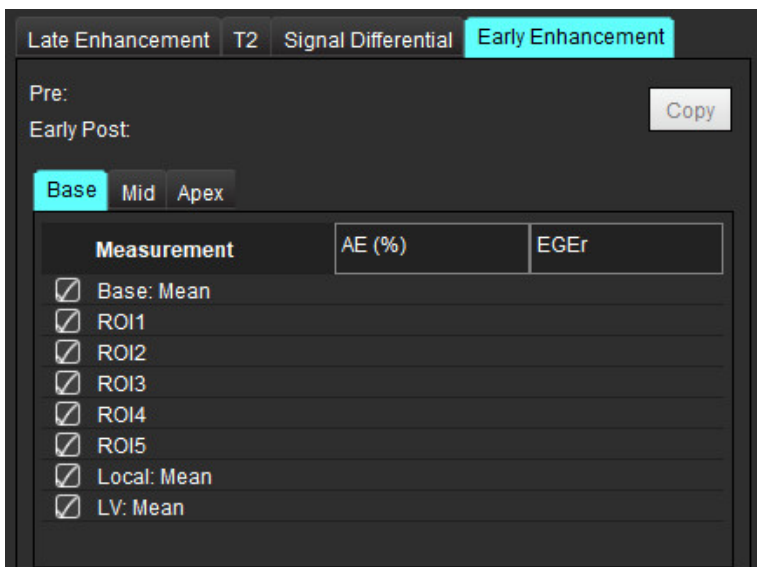 Late Enhancement T2 Signal Differential Early Enhancement
Pre:
Copy
Early Post:
Base Mid Apex
Measurement AE (%) EGEr
Base: Mean
ROI1
ROI2
ROI3
ROI4
ROI5
Local: Mean
LV: Mean